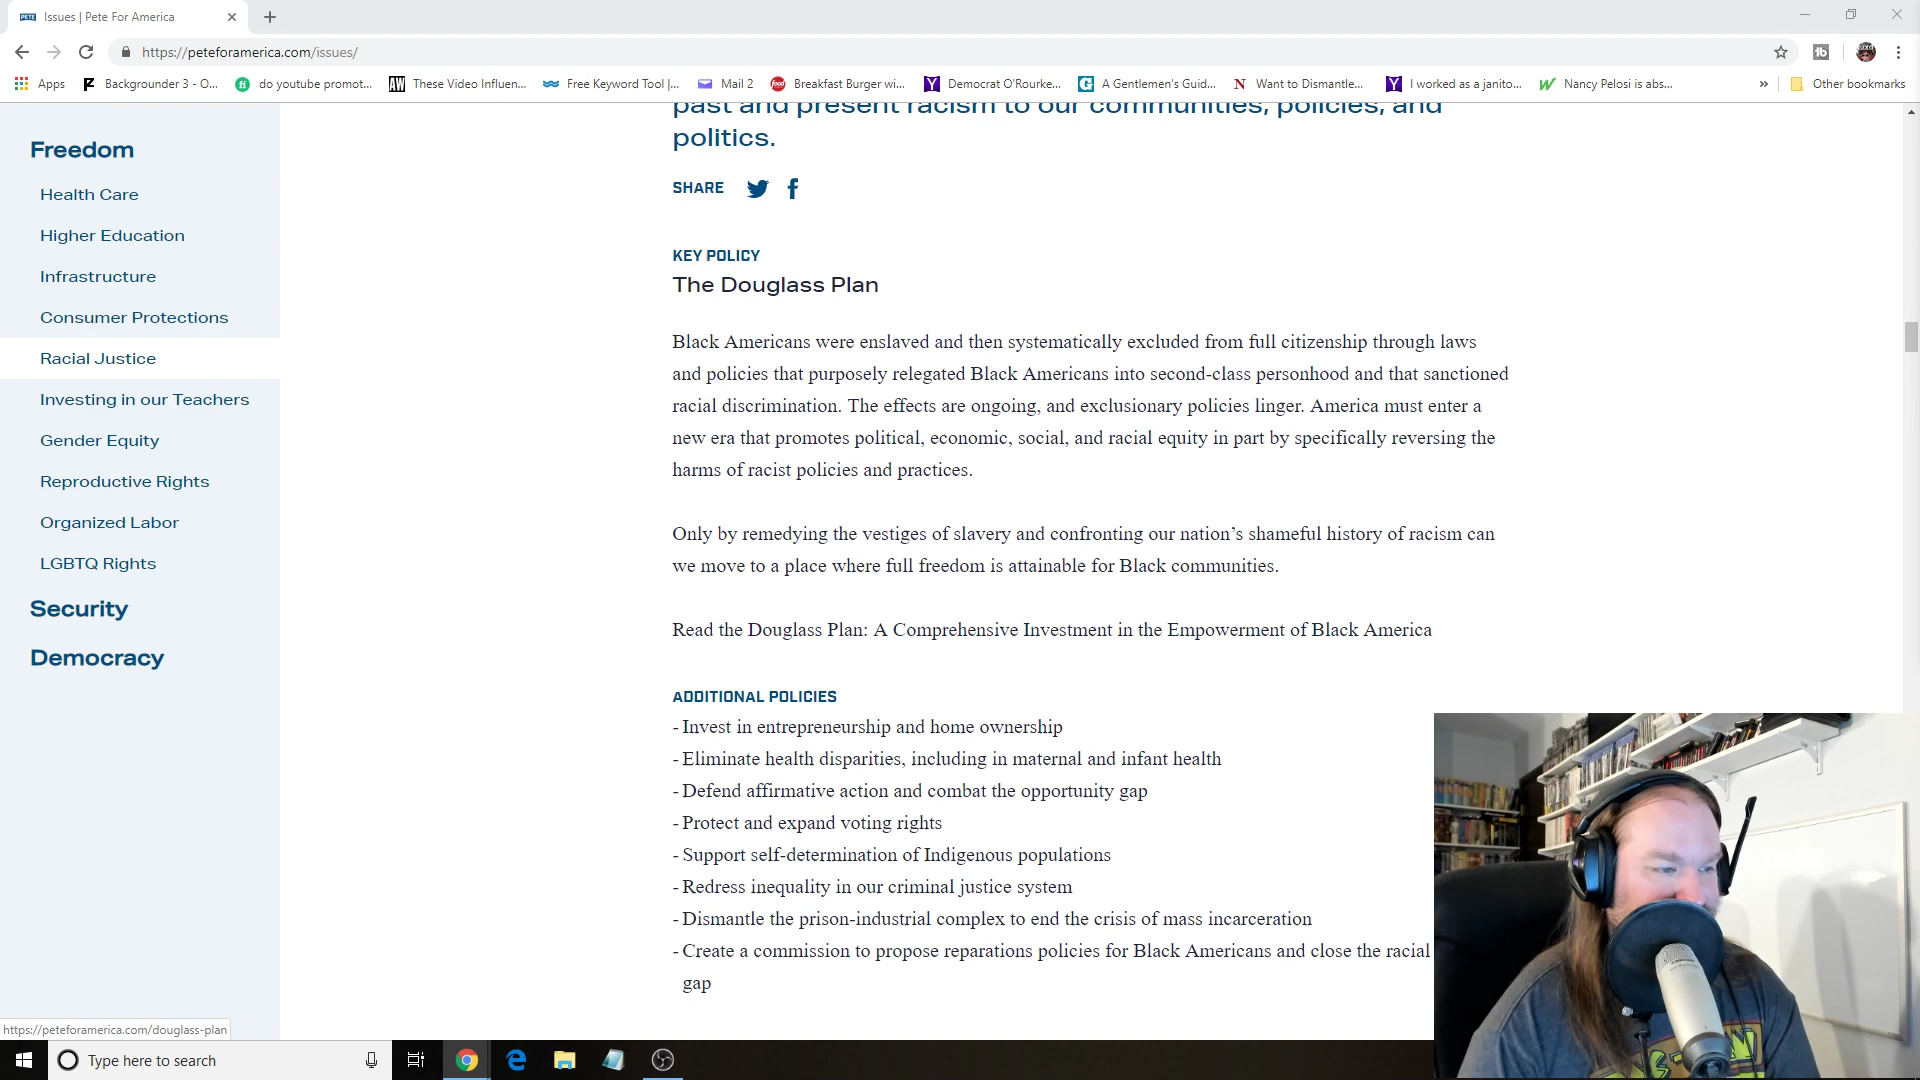 Issues | Pete For America
https://peteforamerica.com/issues/
Apps
Backgrounder 3 - O...
do youtube promot...
These Video Influen...
Free Keyword Tool |...
Mail 2
Breakfast Burger wi...
Democrat O'Rourke...
A Gentlemen's Guid...
Want to Dismantle...
I worked as a janito...
Nancy Pelosi is abs...
»
Other bookmarks
Freedom
Health Care
Higher Education
Infrastructure
Consumer Protections
Racial Justice
Investing in our Teachers
Gender Equity
Reproductive Rights
Organized Labor
LGBTQ Rights
Security
Democracy
past and present racism to our communities, policies, and
politics.
SHARE
KEY POLICY
The Douglass Plan
Black Americans were enslaved and then systematically excluded from full citizenship through laws
and policies that purposely relegated Black Americans into second-class personhood and that sanctioned
racial discrimination. The effects are ongoing, and exclusionary policies linger. America must enter a
new era that promotes political, economic, social, and racial equity in part by specifically reversing the
harms of racist policies and practices.
Only by remedying the vestiges of slavery and confronting our nation’s shameful history of racism can
we move to a place where full freedom is attainable for Black communities.
Read the Douglass Plan: A Comprehensive Investment in the Empowerment of Black America
ADDITIONAL POLICIES
- Invest in entrepreneurship and home ownership
- Eliminate health disparities, including in maternal and infant health
- Defend affirmative action and combat the opportunity gap
- Protect and expand voting rights
- Support self-determination of Indigenous populations
- Redress inequality in our criminal justice system
- Dismantle the prison-industrial complex to end the crisis of mass incarceration
- Create a commission to propose reparations policies for Black Americans and close the racial
gap
https://peteforamerica.com/douglass-plan
Type here to search